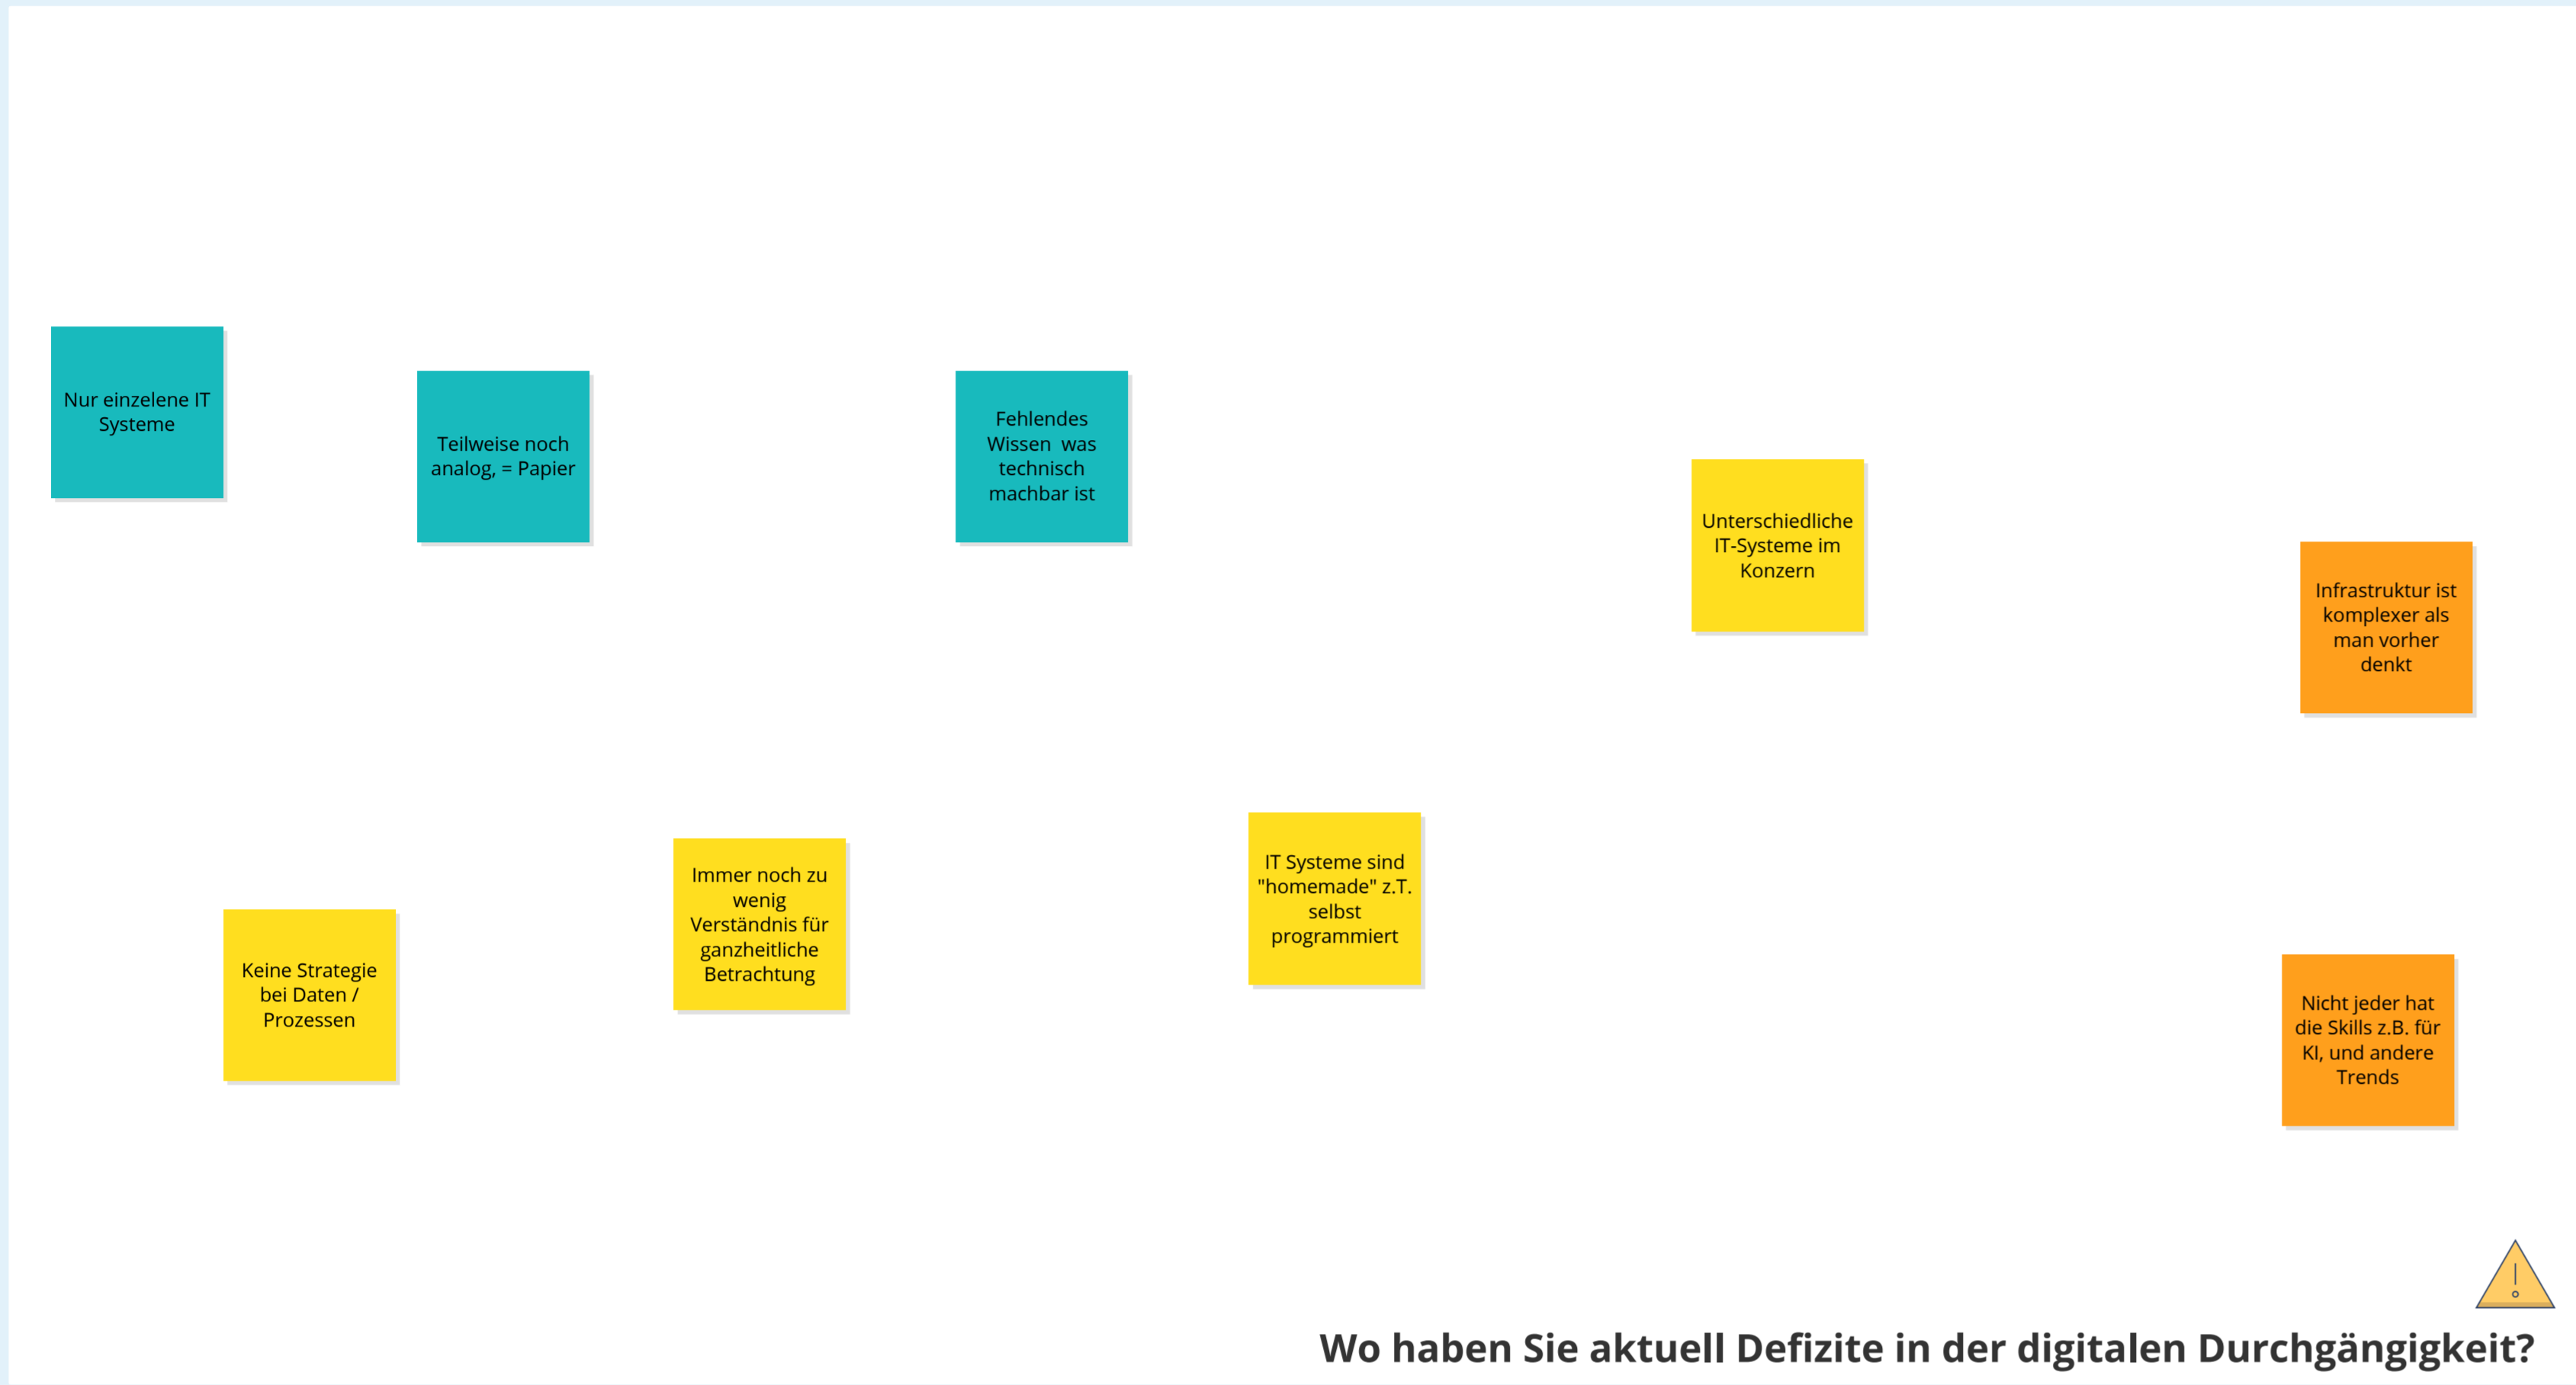 Nur einzelene IT
Systeme
Teilweise noch
analog, = Papier
Fehlendes
Wissen  was
technisch
machbar ist
Unterschiedliche
IT-Systeme im
Konzern
Infrastruktur ist
komplexer als
man vorher
denkt
Keine Strategie
bei Daten /
Prozessen
Immer noch zu
wenig
Verständnis für
ganzheitliche
Betrachtung
IT Systeme sind
"homemade" z.T.
selbst
programmiert
Nicht jeder hat
die Skills z.B. für
KI, und andere
Trends
Wo haben Sie aktuell Defizite in der digitalen Durchgängigkeit?